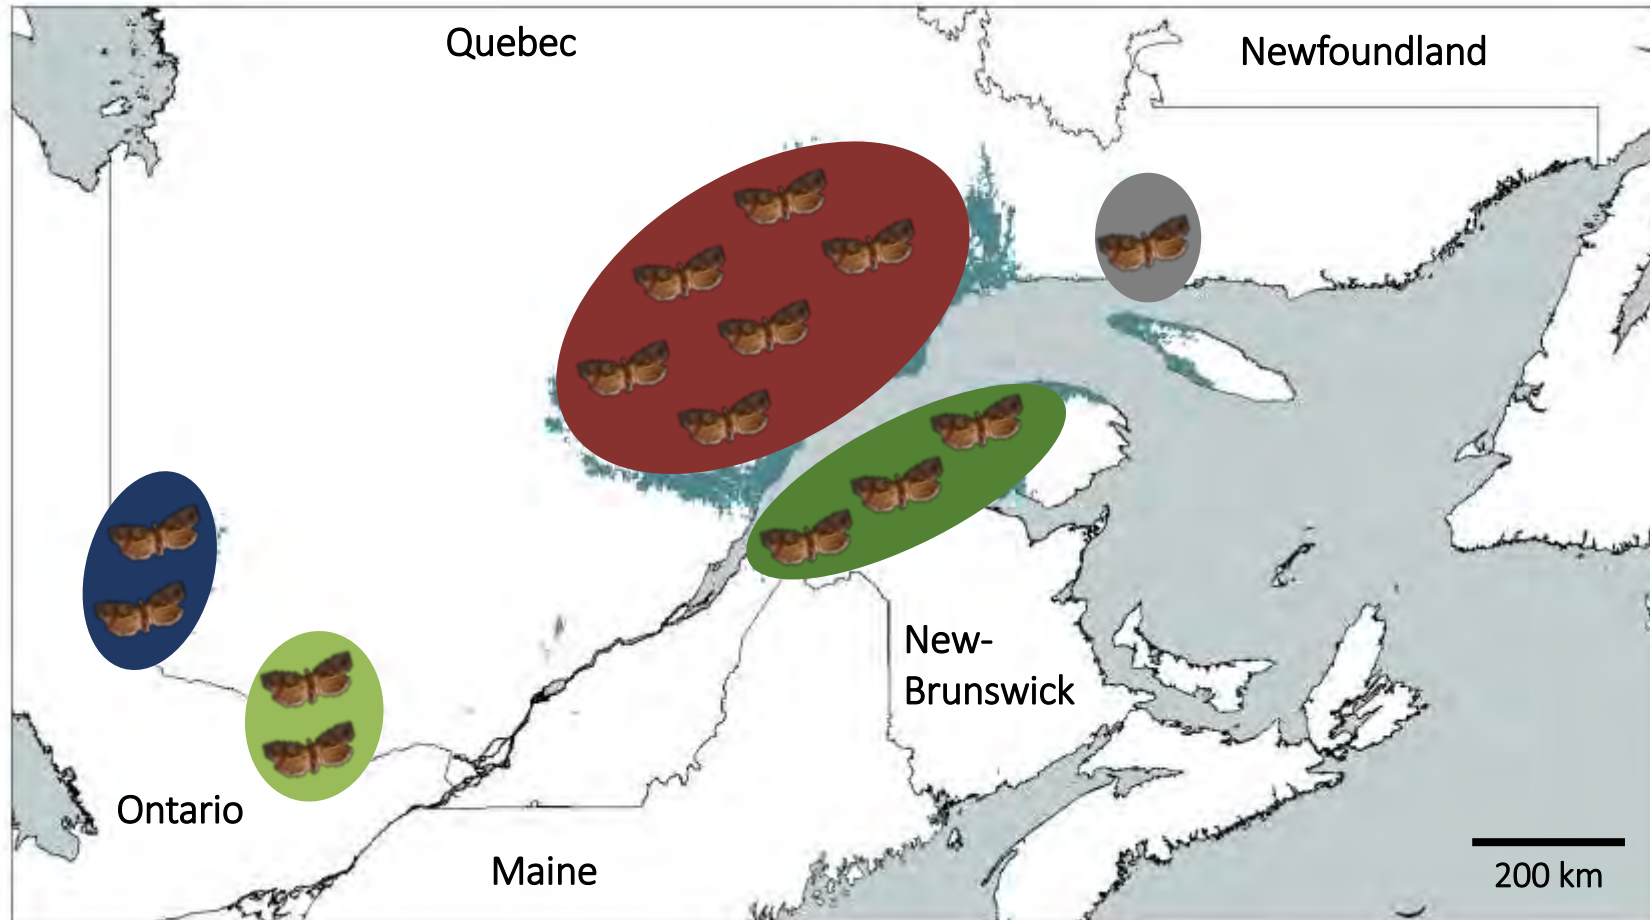 Quebec
Newfoundland
New-
Brunswick
Ontario
Maine
200 km